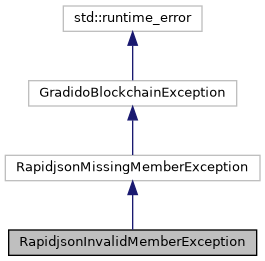 std::runtime_error
GradidoBlockchainException
RapidjsonMissingMemberException
RapidjsonInvalidMemberException